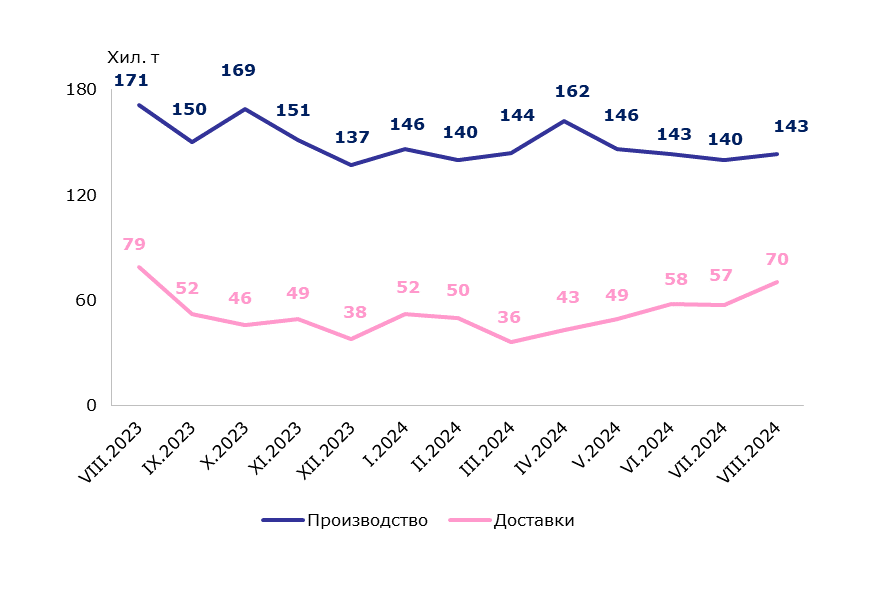 Хил. т
180
120
60
0
171
150
169
151
137
146
140
144
162
146
143
140
143
79
52
46
49
38
52
50
36
43
49
58
57
70
VIII.2023
IX.2023
X.2023
XI.2023
XII.2023
I.2024
II.2024
III.2024
IV.2024
V.2024
VI.2024
VII.2024
VIII.2024
Производство
Доставки